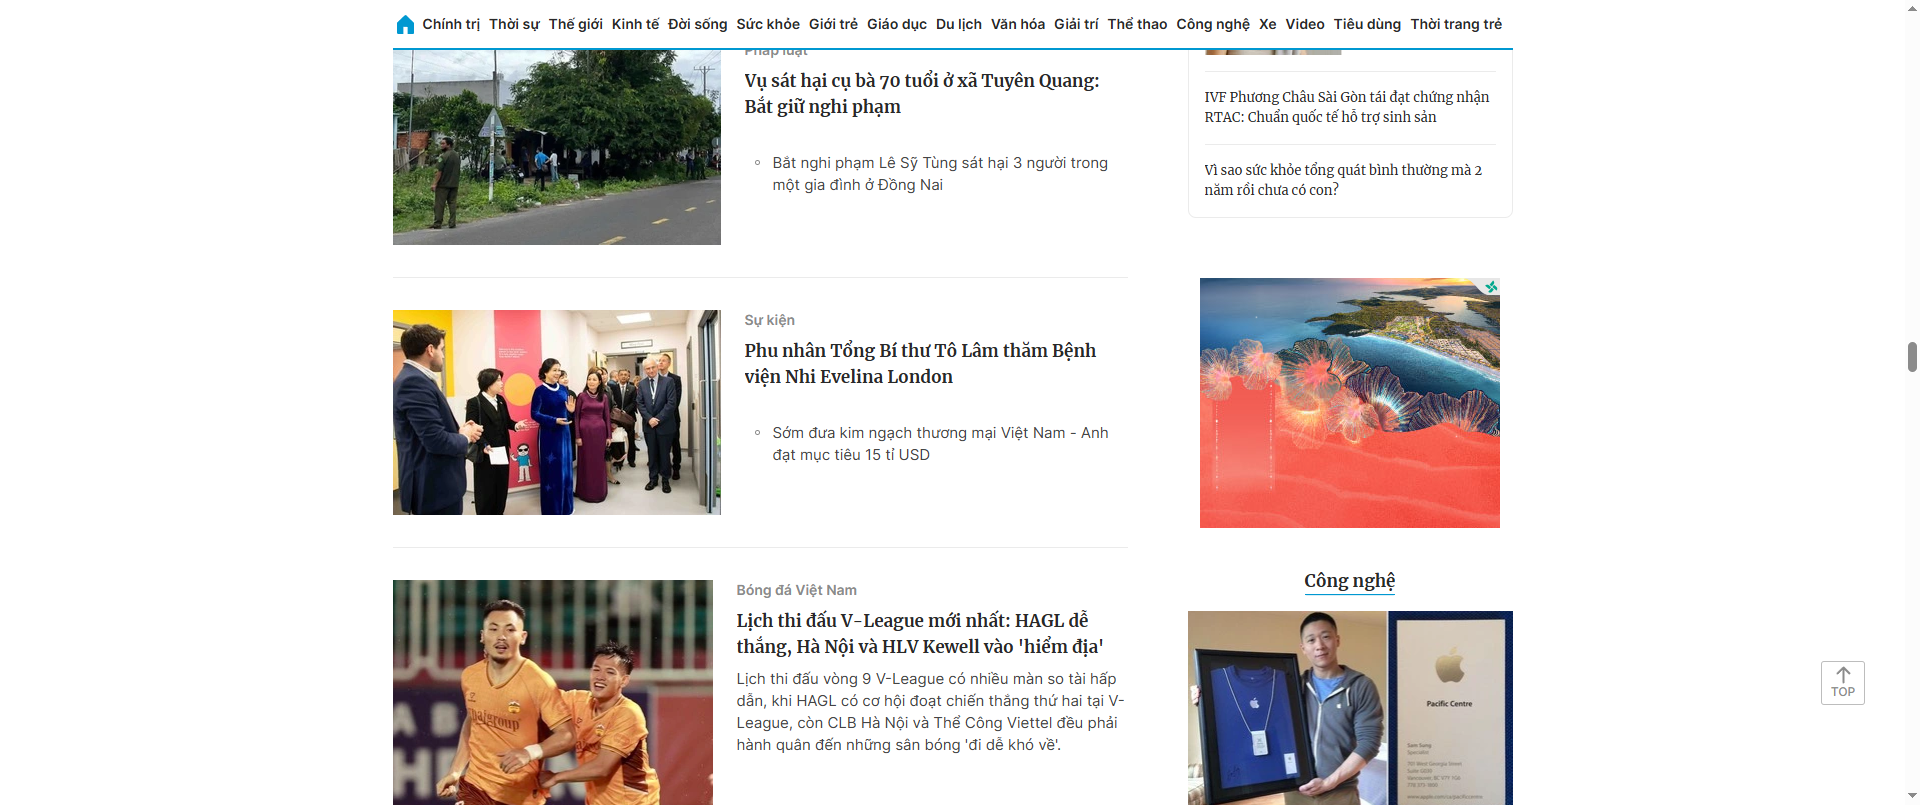 Chính trị Thời sự Thế giới Kinh tế Đời sống Sức khỏe Giới trẻ Giáo dục Du lịch Văn hóa Giải trí Thể thao Công nghệ Xe Video Tiêu dùng Thời trang trẻ
Pháp luật
Vụ sát hại cụ bà 70 tuổi ở xã Tuyên Quang:
Bắt giữ nghi phạm
Bắt nghi phạm Lê Sỹ Tùng sát hại 3 người trong
một gia đình ở Đồng Nai
Sự kiện
Phu nhân Tổng Bí thư Tô Lâm thăm Bệnh
viện Nhi Evelina London
Sớm đưa kim ngạch thương mại Việt Nam - Anh
đạt mục tiêu 15 tỉ USD
Bóng đá Việt Nam
Lịch thi đấu V-League mới nhất: HAGL dễ
thắng, Hà Nội và HLV Kewell vào 'hiểm địa'
Lịch thi đấu vòng 9 V-League có nhiều màn so tài hấp
dẫn, khi HAGL có cơ hội đoạt chiến thắng thứ hai tại V-
League, còn CLB Hà Nội và Thể Công Viettel đều phải
hành quân đến những sân bóng 'đi dễ khó về'.
IVF Phương Châu Sài Gòn tái đạt chứng nhận
RTAC: Chuẩn quốc tế hỗ trợ sinh sản
Vì sao sức khỏe tổng quát bình thường mà 2
năm rồi chưa có con?
Công nghệ
Pacific Centre
Sam Sung
Specialist
TOP